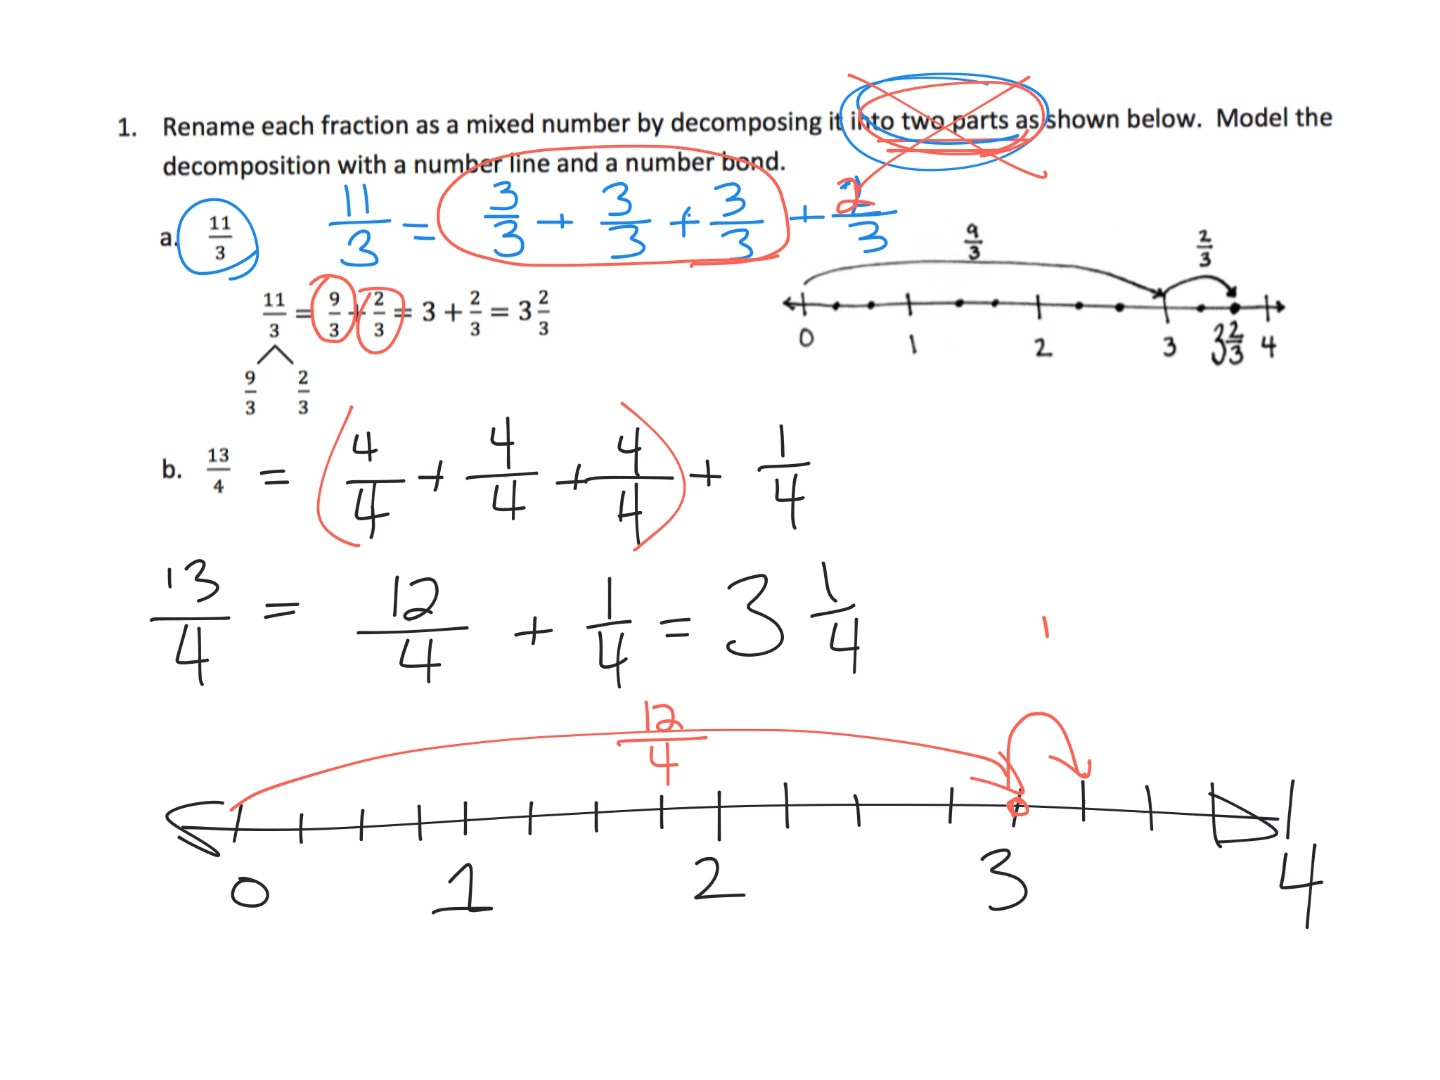 1. Rename each fraction as a mixed number by decomposing it into two parts as shown below. Model the
decomposition with a number line and a number bond.
11/3 = 3/3 + 3/3 + 3/3 + 2/3
a. 11/3
9/3 2/3
11/3 = 9/3 + 2/3 = 3 + 2/3 = 3 2/3
0 1 2 3 3 2/3 4
9/3 2/3
b. 13/4 = (4/4 + 4/4 + 4/4) + 1/4
13/4 = 12/4 + 1/4 = 3 1/4
1
12/4
0 1 2 3 4